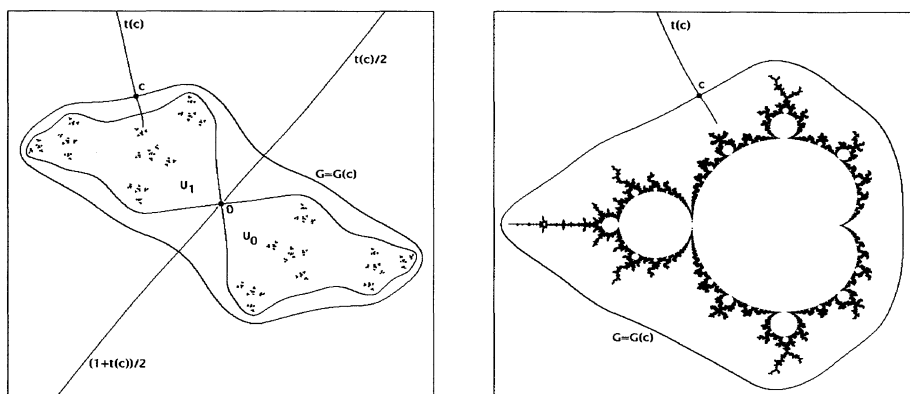 t(c)
t(c)/2
C
G=G(c)
U₁
0
U₀
(1+t(c))/2
t(c)
C
G=G(c)